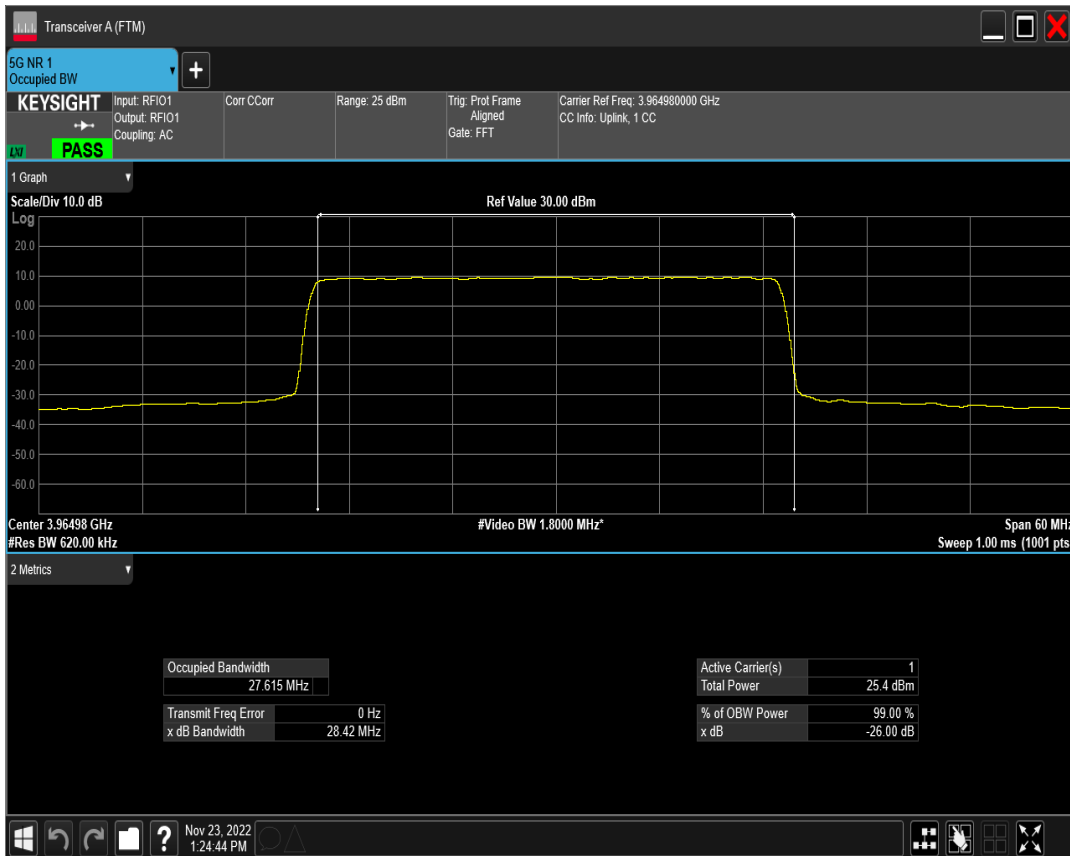 Transceiver A (FTM)
5G NR 1
Occupied BW
+
KEYSIGHT
LXI
PASS
Input: RFIO1
Output: RFIO1
Coupling: AC
Corr CCorr
Range: 25 dBm
Trig: Prot Frame
Aligned
Gate: FFT
Carrier Ref Freq: 3.964980000 GHz
CC Info: Uplink, 1 CC
1 Graph
Scale/Div 10.0 dB
Ref Value 30.00 dBm
Log
20.0
10.0
0.00
-10.0
-20.0
-30.0
-40.0
-50.0
-60.0
Center 3.96498 GHz
#Video BW 1.8000 MHz*
Span 60 MHz
#Res BW 620.00 kHz
Sweep 1.00 ms (1001 pts
2 Metrics
Occupied Bandwidth
27.615 MHz
Transmit Freq Error 0 Hz
x dB Bandwidth 28.42 MHz
Active Carrier(s) 1
Total Power 25.4 dBm
% of OBW Power 99.00 %
x dB -26.00 dB
?
Nov 23, 2022
1:24:44 PM